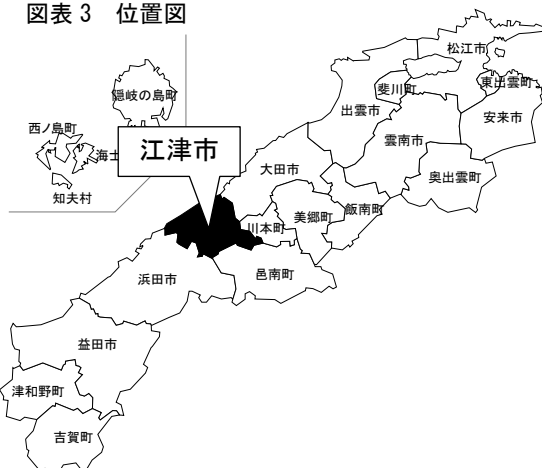 図表3 位置図
松江市
隠岐の島町
斐川町
東出雲町
出雲市
安来市
西ノ島町
雲南市
海士
江津市
大田市
奥出雲町
知夫村
飯南町
美郷町
川本町
浜田市
邑南町
益田市
津和野町
吉賀町